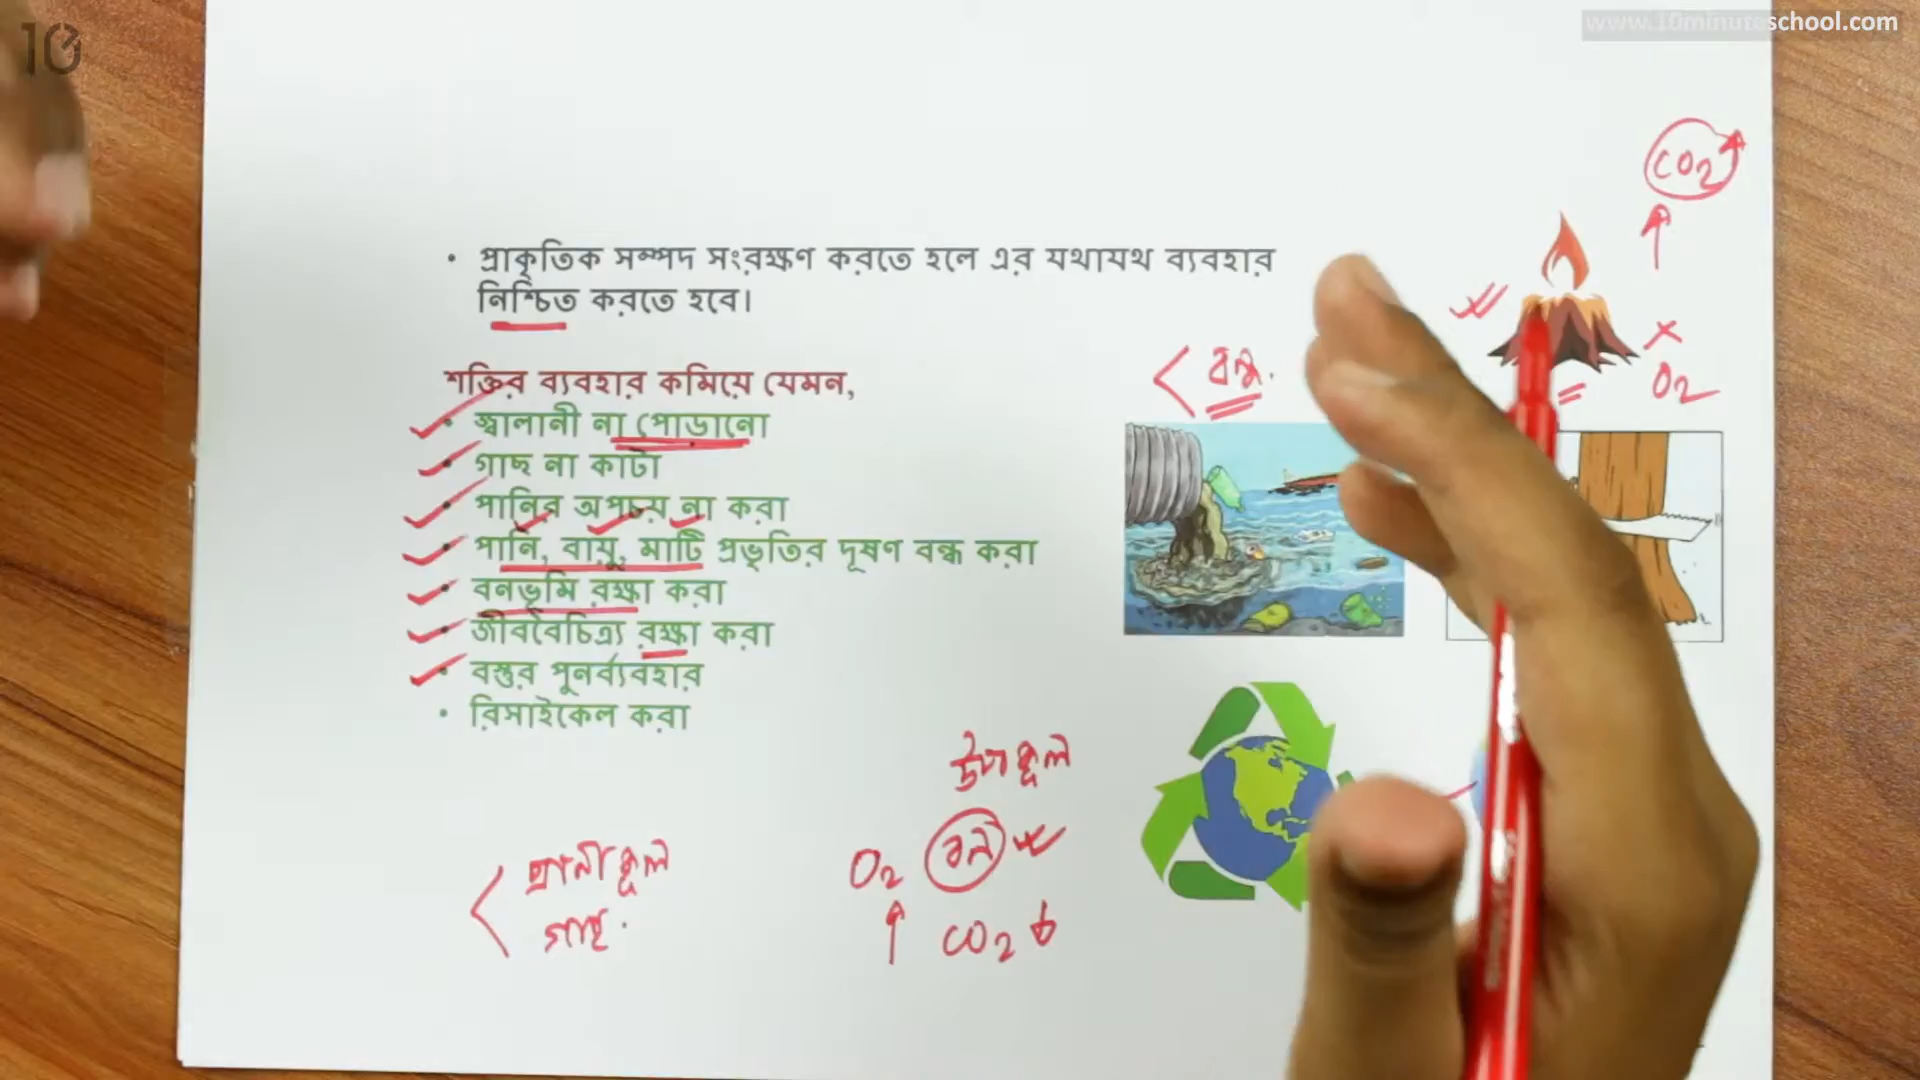 10
www.10minuteschool.com
CO2
• প্রাকৃতিক সম্পদ সংরক্ষণ করতে হলে এর যথাযথ ব্যবহার
নিশ্চিত করতে হবে।
O2
বন্ধ.
শক্তির ব্যবহার কমিয়ে যেমন,
• জ্বালানী না পোড়ানো
• গাছ না কাটা
• পানির অপচয় না করা
• পানি, বায়ু, মাটি প্রভৃতির দূষণ বন্ধ করা
• বনভূমি রক্ষা করা
• জীববৈচিত্র্য রক্ষা করা
• বস্তুর পুনর্ব্যবহার
• রিসাইকেল করা
উপকূল
O2 বন
CO2
প্রানীকূল
গাছ.